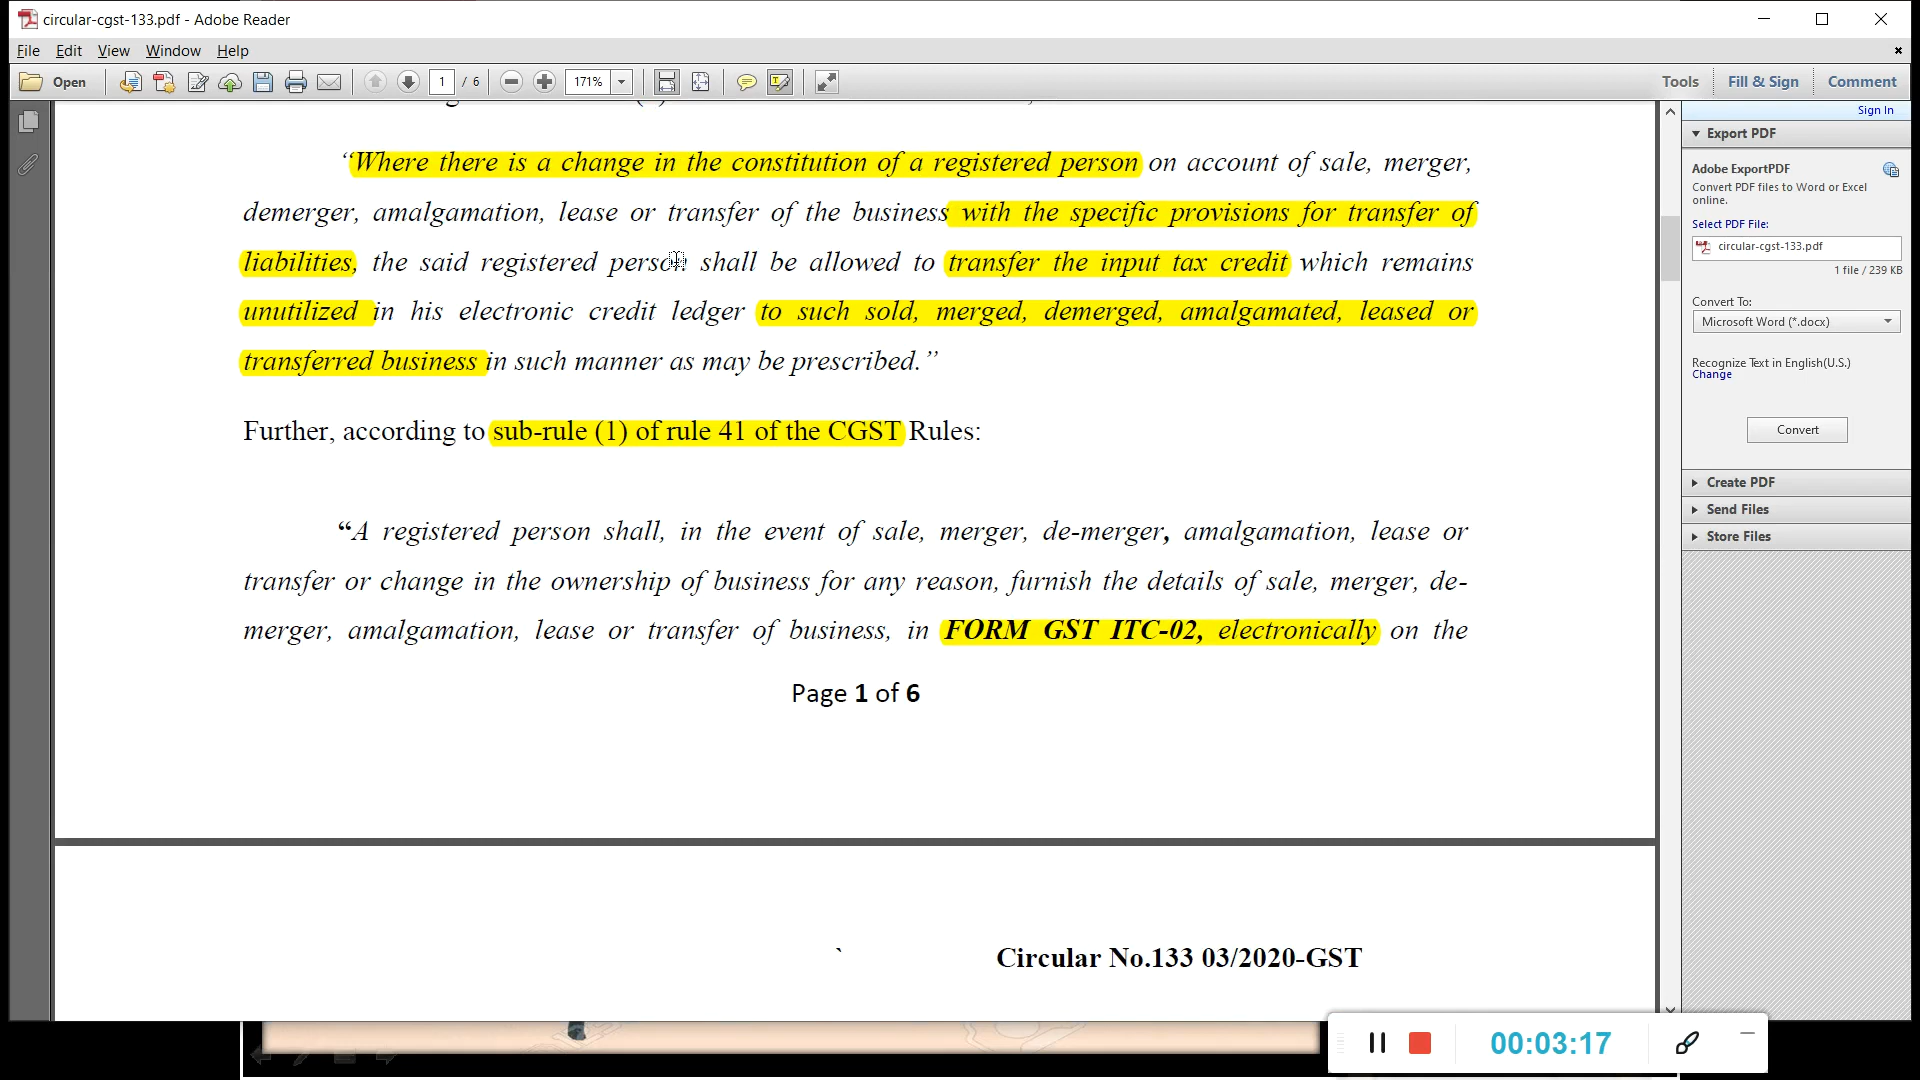 circular-cgst-133.pdf - Adobe Reader
File Edit View Window Help
Open 1 / 6 171% Tools Fill & Sign Comment
Sign In
Export PDF
Adobe ExportPDF
Convert PDF files to Word or Excel
online.
Select PDF File:
circular-cgst-133.pdf
1 file / 239 KB
Convert To:
Microsoft Word (*.docx)
Recognize Text in English(U.S.)
Change
Convert
Create PDF
Send Files
Store Files
“Where there is a change in the constitution of a registered person on account of sale, merger,
demerger, amalgamation, lease or transfer of the business with the specific provisions for transfer of
liabilities, the said registered person shall be allowed to transfer the input tax credit which remains
unutilized in his electronic credit ledger to such sold, merged, demerged, amalgamated, leased or
transferred business in such manner as may be prescribed.”
Further, according to sub-rule (1) of rule 41 of the CGST Rules:
“A registered person shall, in the event of sale, merger, de-merger, amalgamation, lease or
transfer or change in the ownership of business for any reason, furnish the details of sale, merger, de-
merger, amalgamation, lease or transfer of business, in FORM GST ITC-02, electronically on the
Page 1 of 6
` Circular No.133 03/2020-GST
00:03:17